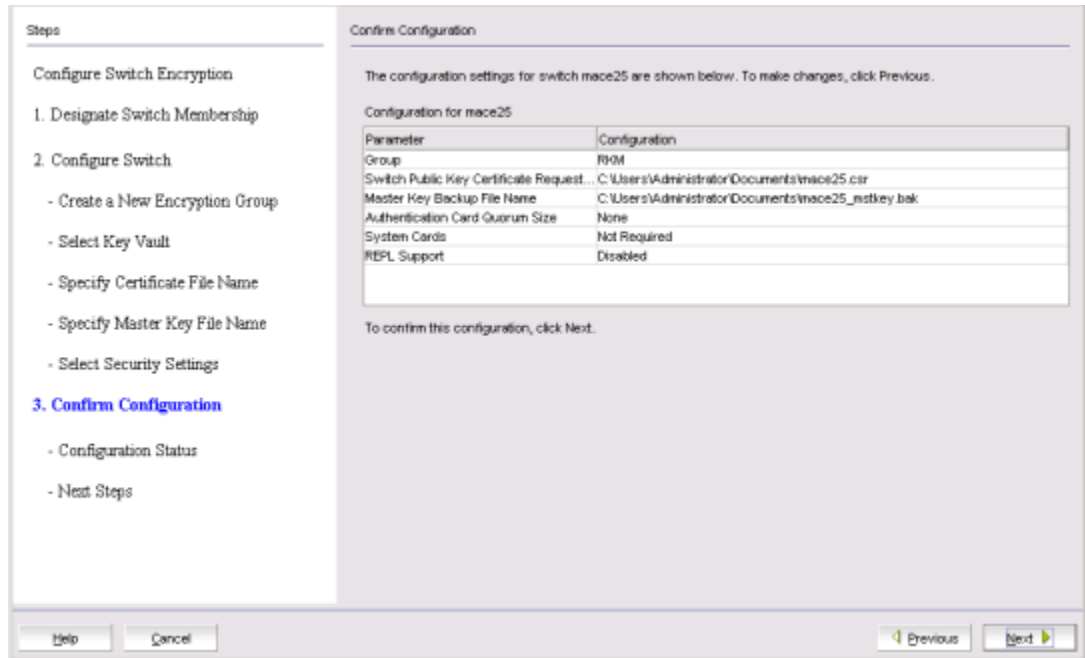 Steps
Configure Switch Encryption
1. Designate Switch Membership
2. Configure Switch
- Create a New Encryption Group
- Select Key Vault
- Specify Certificate File Name
- Specify Master Key File Name
- Select Security Settings
3. Confirm Configuration
- Configuration Status
- Next Steps
Confirm Configuration
The configuration settings for switch mace25 are shown below. To make changes, click Previous.
Configuration for mace25
Parameter Configuration
Group RKM
Switch Public Key Certificate Request... C:\Users\Administrator\Documents\mace25.csr
Master Key Backup File Name C:\Users\Administrator\Documents\mace25_mstkey.bak
Authentication Card Quorum Size None
System Cards Not Required
REPL Support Disabled
To confirm this configuration, click Next.
Help Cancel Previous Next